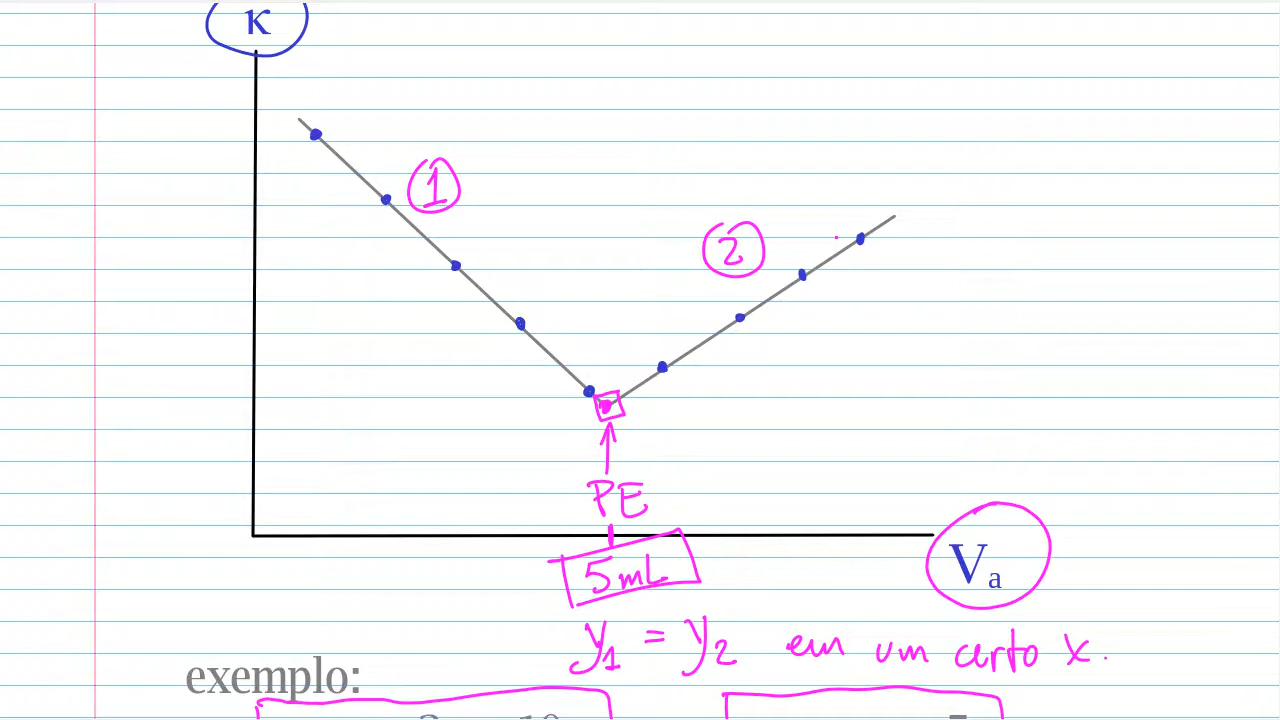 κ
1
2
PE
5mL
Va
y1 = y2 em um certo x.
exemplo: